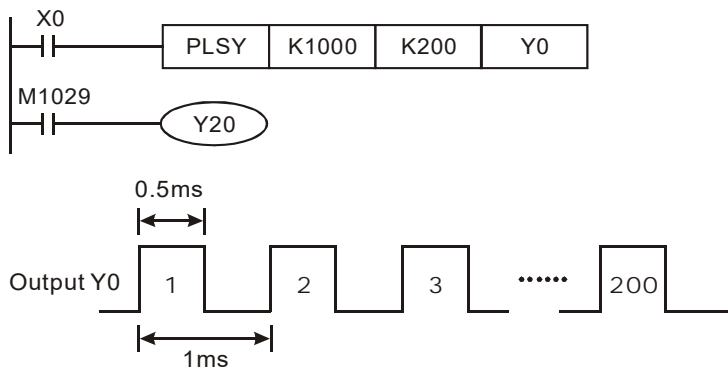 X0
PLSY K1000 K200 Y0
M1029
Y20
0.5ms
Output Y0 1 2 3 ...... 200
1ms